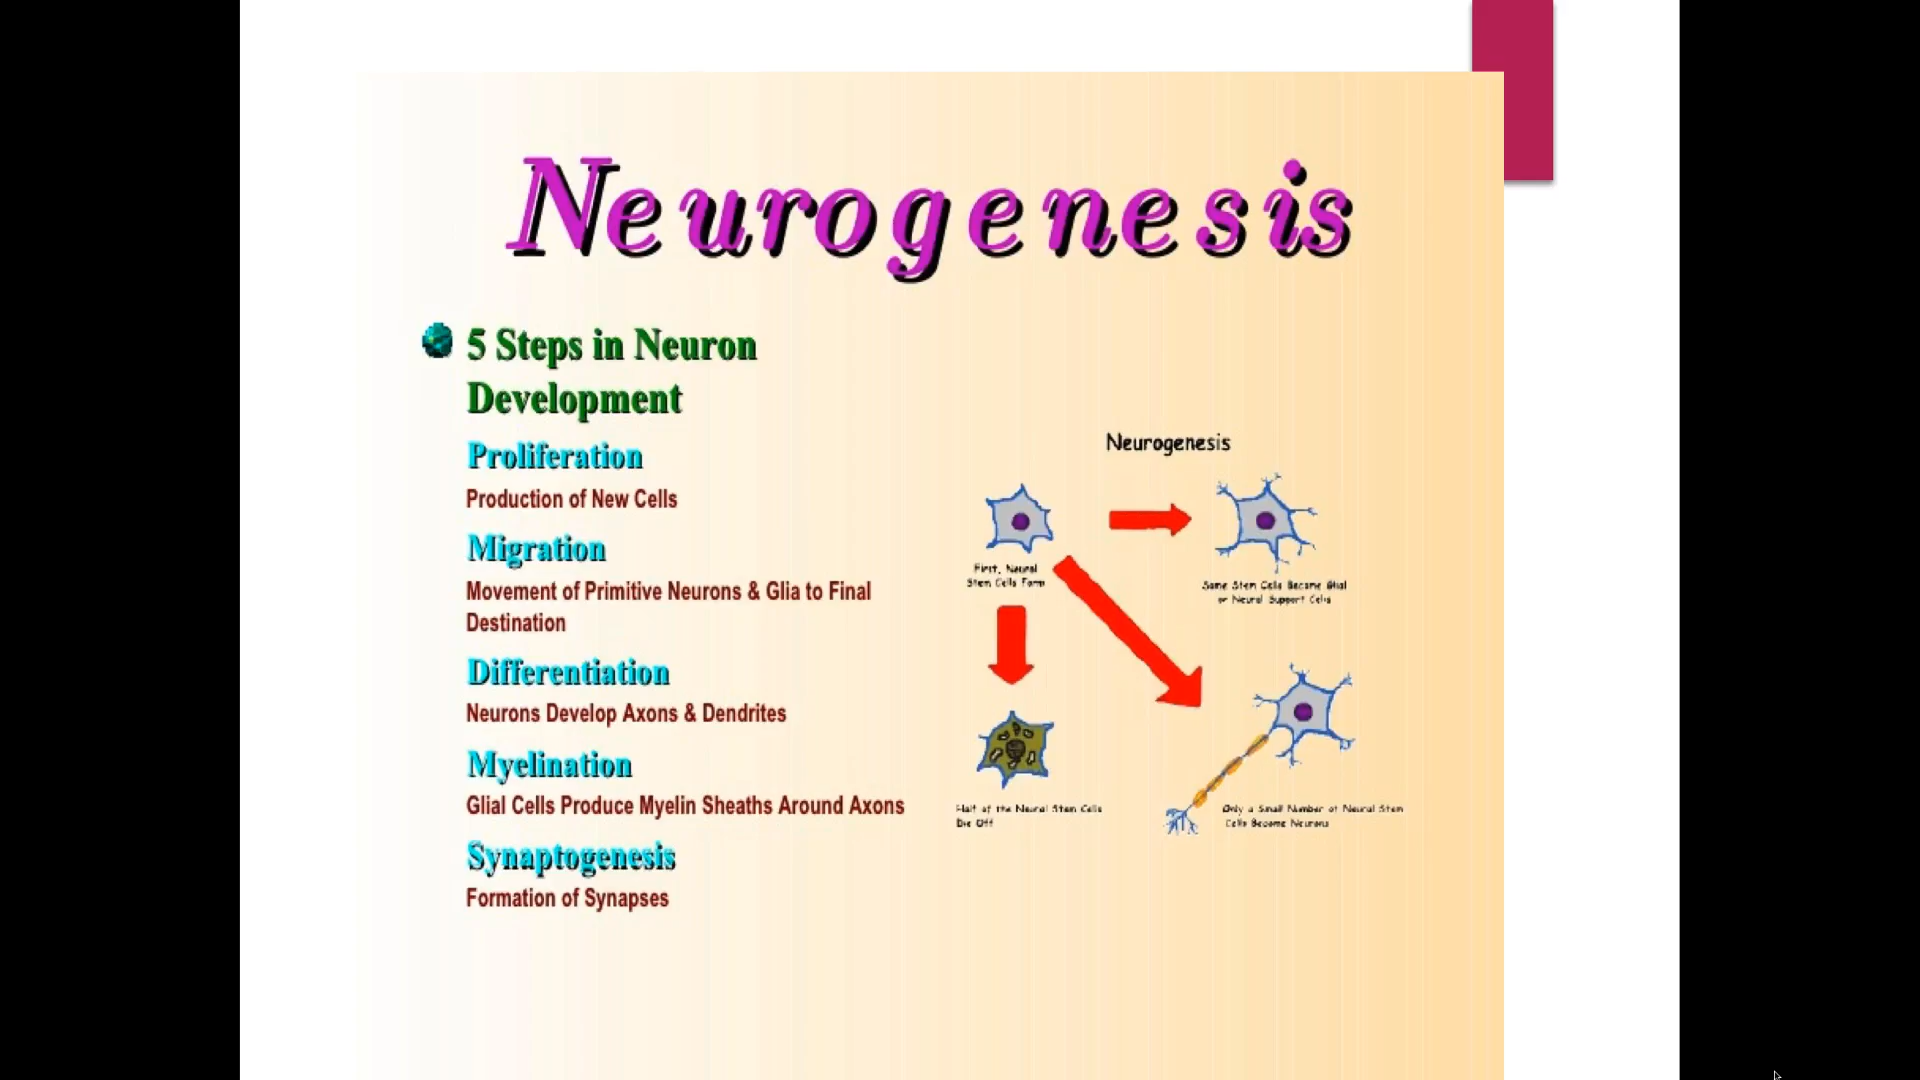 Neurogenesis
5 Steps in Neuron
Development
Proliferation
Production of New Cells
Migration
Movement of Primitive Neurons & Glia to Final
Destination
Differentiation
Neurons Develop Axons & Dendrites
Myelination
Glial Cells Produce Myelin Sheaths Around Axons
Synaptogenesis
Formation of Synapses
Neurogenesis
First, Neural
Stem Cells Form
Some Stem Cells Become Glial
or Neural Support Cells
Half of the Neural Stem Cells
Die Off
Only a Small Number of Neural Stem
Cells Become Neurons